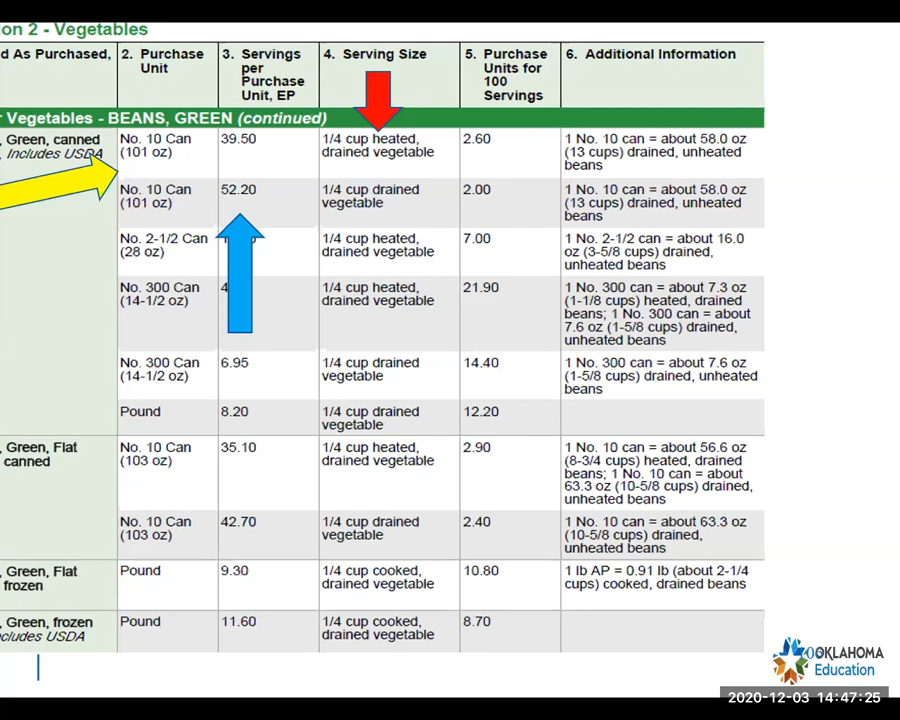 on 2 - Vegetables
d As Purchased, 2. Purchase Unit 3. Servings per Purchase Unit, EP 4. Serving Size 5. Purchase Units for 100 Servings 6. Additional Information
r Vegetables - BEANS, GREEN (continued)
, Green, canned
, Includes USDA
No. 10 Can
(101 oz)
39.50
1/4 cup heated,
drained vegetable
2.60
1 No. 10 can = about 58.0 oz
(13 cups) drained, unheated
beans
No. 10 Can
(101 oz)
52.20
1/4 cup drained
vegetable
2.00
1 No. 10 can = about 58.0 oz
(13 cups) drained, unheated
beans
No. 2-1/2 Can
(28 oz)
1/4 cup heated,
drained vegetable
7.00
1 No. 2-1/2 can = about 16.0
oz (3-5/8 cups) drained,
unheated beans
No. 300 Can
(14-1/2 oz)
4
1/4 cup heated,
drained vegetable
21.90
1 No. 300 can = about 7.3 oz
(1-1/8 cups) heated, drained
beans; 1 No. 300 can = about
7.6 oz (1-5/8 cups) drained,
unheated beans
No. 300 Can
(14-1/2 oz)
6.95
1/4 cup drained
vegetable
14.40
1 No. 300 can = about 7.6 oz
(1-5/8 cups) drained, unheated
beans
Pound
8.20
1/4 cup drained
vegetable
12.20
, Green, Flat
canned
No. 10 Can
(103 oz)
35.10
1/4 cup heated,
drained vegetable
2.90
1 No. 10 can = about 56.6 oz
(8-3/4 cups) heated, drained
beans; 1 No. 10 can = about
63.3 oz (10-5/8 cups) drained,
unheated beans
No. 10 Can
(103 oz)
42.70
1/4 cup drained
vegetable
2.40
1 No. 10 can = about 63.3 oz
(10-5/8 cups) drained,
unheated beans
, Green, Flat
frozen
Pound
9.30
1/4 cup cooked,
drained vegetable
10.80
1 lb AP = 0.91 lb (about 2-1/4
cups) cooked, drained beans
, Green, frozen
ncludes USDA
Pound
11.60
1/4 cup cooked,
drained vegetable
8.70
OKLAHOMA
Education
2020-12-03 14:47:25